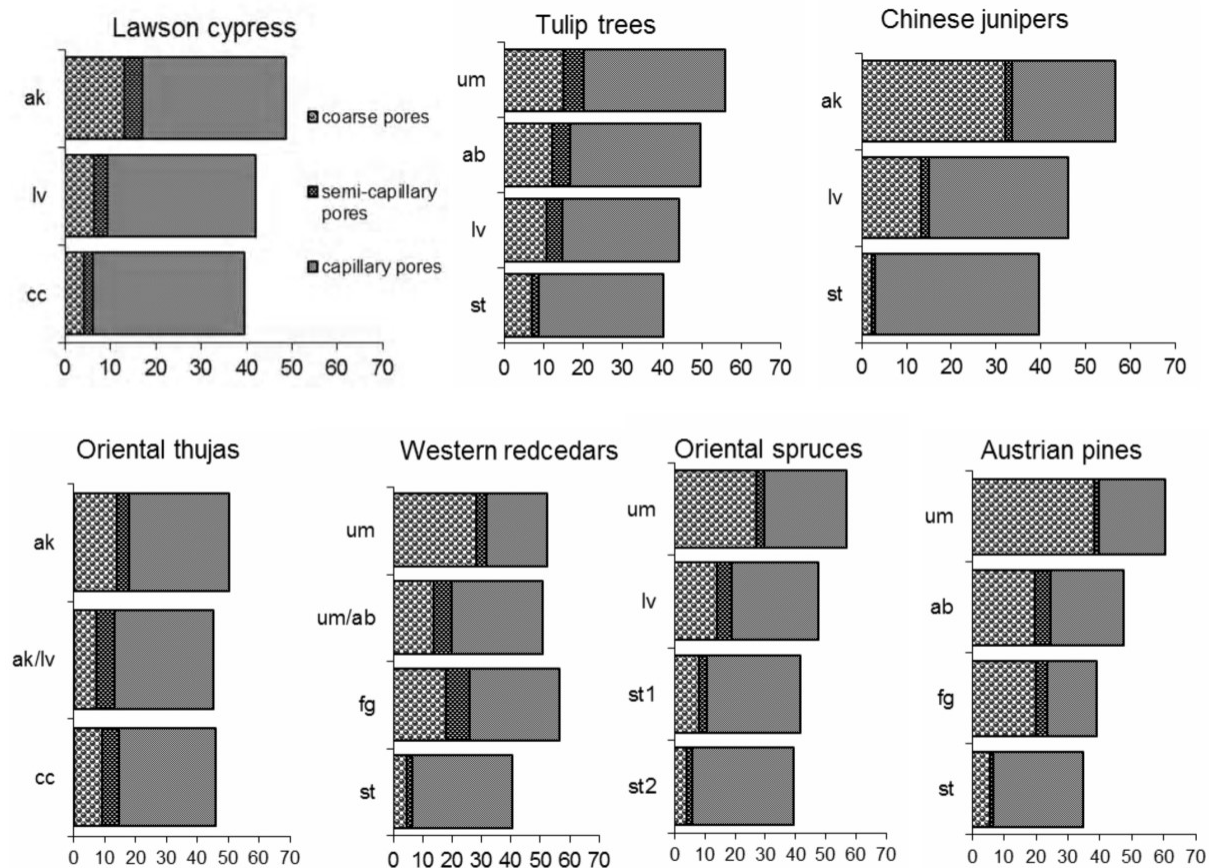 Lawson cypress
ak
lv
cc
coarse pores
semi-capillary
pores
capillary pores
0 10 20 30 40 50 60 70
Tulip trees
um
ab
lv
st
0 10 20 30 40 50 60 70
Chinese junipers
ak
lv
st
0 10 20 30 40 50 60 70
Oriental thujas
ak
ak/lv
cc
0 10 20 30 40 50 60 70
Western redcedars
um
um/ab
fg
st
0 10 20 30 40 50 60 70
Oriental spruces
um
lv
st1
st2
0 10 20 30 40 50 60 70
Austrian pines
um
ab
fg
st
0 10 20 30 40 50 60 70